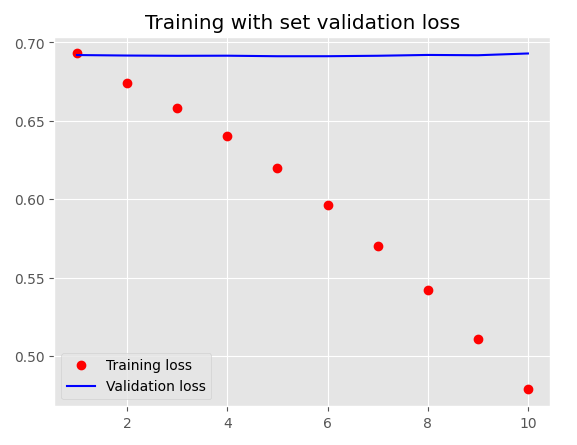 Training with set validation loss
0.70
0.65
0.60
0.55
0.50
Training loss
Validation loss
2 4 6 8 10